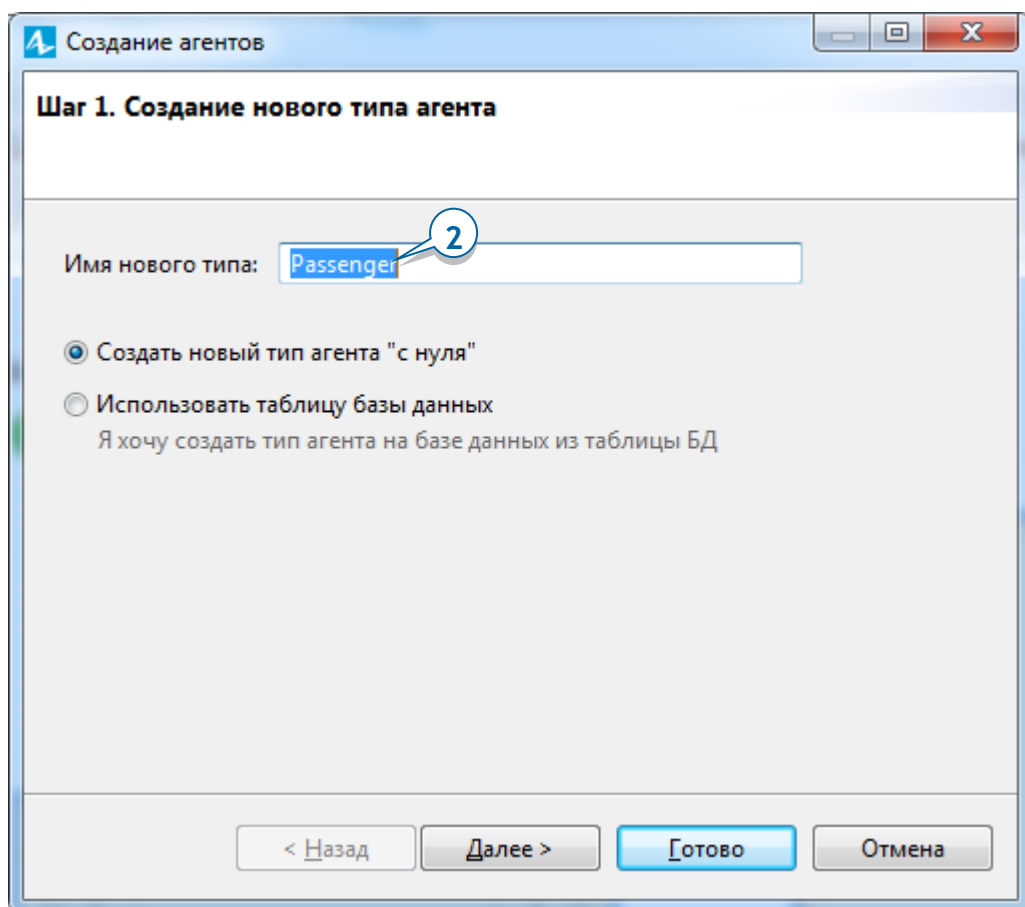 Создание агентов
Шаг 1. Создание нового типа агента
2
Имя нового типа: Passenger
Создать новый тип агента "с нуля"
Использовать таблицу базы данных
Я хочу создать тип агента на базе данных из таблицы БД
< Назад Далее > Готово Отмена